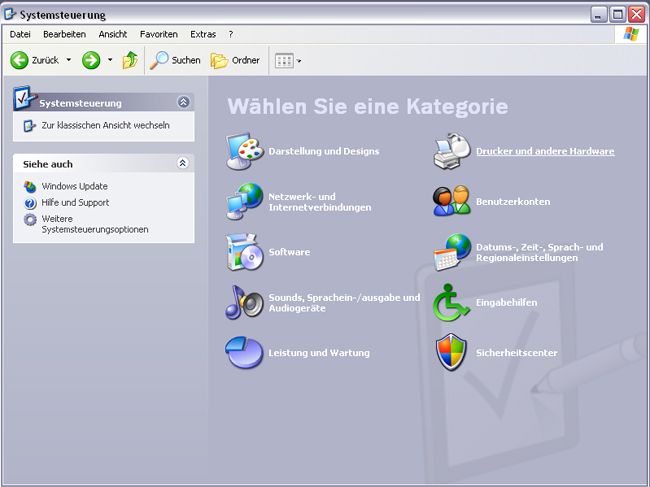 Systemsteuerung
Datei Bearbeiten Ansicht Favoriten Extras ?
Zurück Suchen Ordner
Systemsteuerung
Zur klassischen Ansicht wechseln
Siehe auch
Windows Update
Hilfe und Support
Weitere
Systemsteuerungsoptionen
Wählen Sie eine Kategorie
Darstellung und Designs
Drucker und andere Hardware
Netzwerk- und
Internetverbindungen
Benutzerkonten
Software
Datums-, Zeit-, Sprach- und
Regionaleinstellungen
Sounds, Sprachein-/ausgabe und
Audiogeräte
Eingabehilfen
Leistung und Wartung
Sicherheitscenter